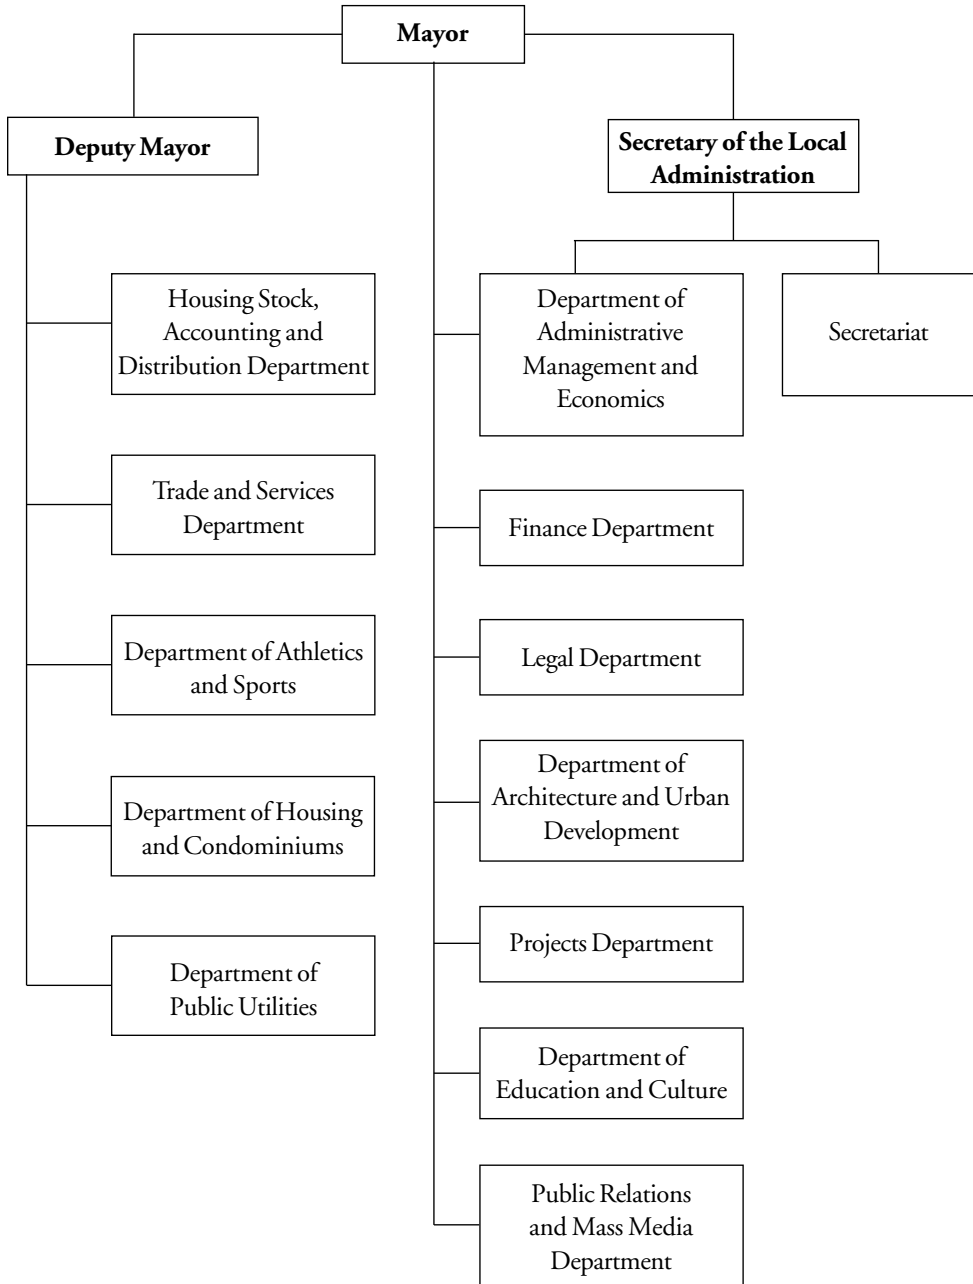 Mayor
Deputy Mayor
Secretary of the Local
Administration
Housing Stock,
Accounting and
Distribution Department
Trade and Services
Department
Department of Athletics
and Sports
Department of Housing
and Condominiums
Department of
Public Utilities
Department of
Administrative
Management and
Economics
Finance Department
Legal Department
Department of
Architecture and Urban
Development
Projects Department
Department of
Education and Culture
Public Relations
and Mass Media
Department
Secretariat